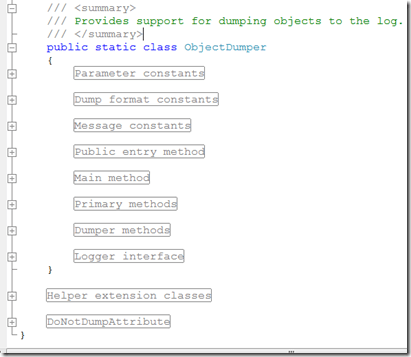 /// <summary>
/// Provides support for dumping objects to the log.
/// </summary>
public static class ObjectDumper
{
Parameter constants
Dump format constants
Message constants
Public entry method
Main method
Primary methods
Dumper methods
Logger interface
}
Helper extension classes
DoNotDumpAttribute
}